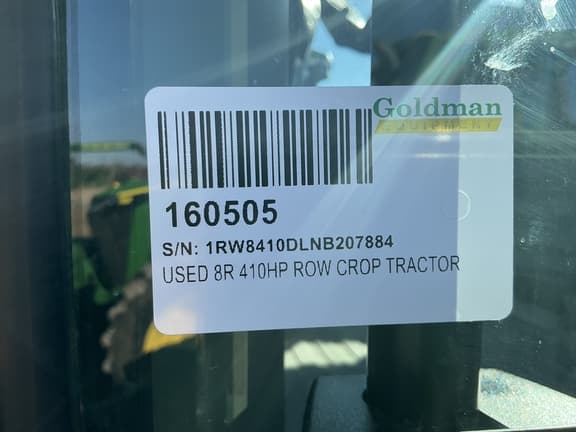 Goldman
EQUIPMENT
160505
S/N: 1RW8410DLNB207884
USED 8R 410HP ROW CROP TRACTOR